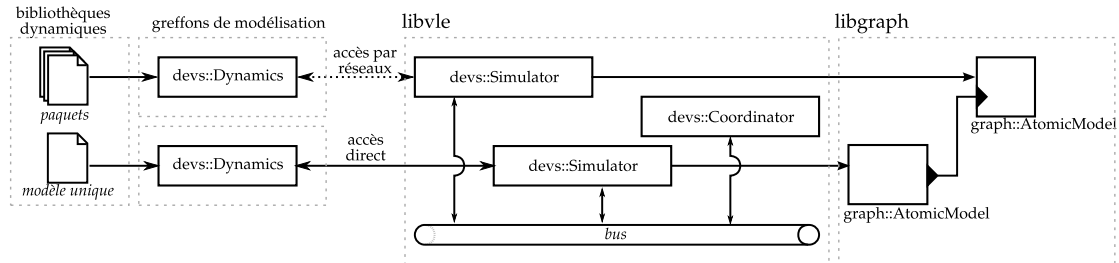 bibliothèques
dynamiques
greffons de modélisation
libvle
libgraph
paquets
devs::Dynamics
accès par
réseaux
devs::Simulator
devs::Coordinator
graph::AtomicModel
modèle unique
devs::Dynamics
accès
direct
devs::Simulator
graph::AtomicModel
bus